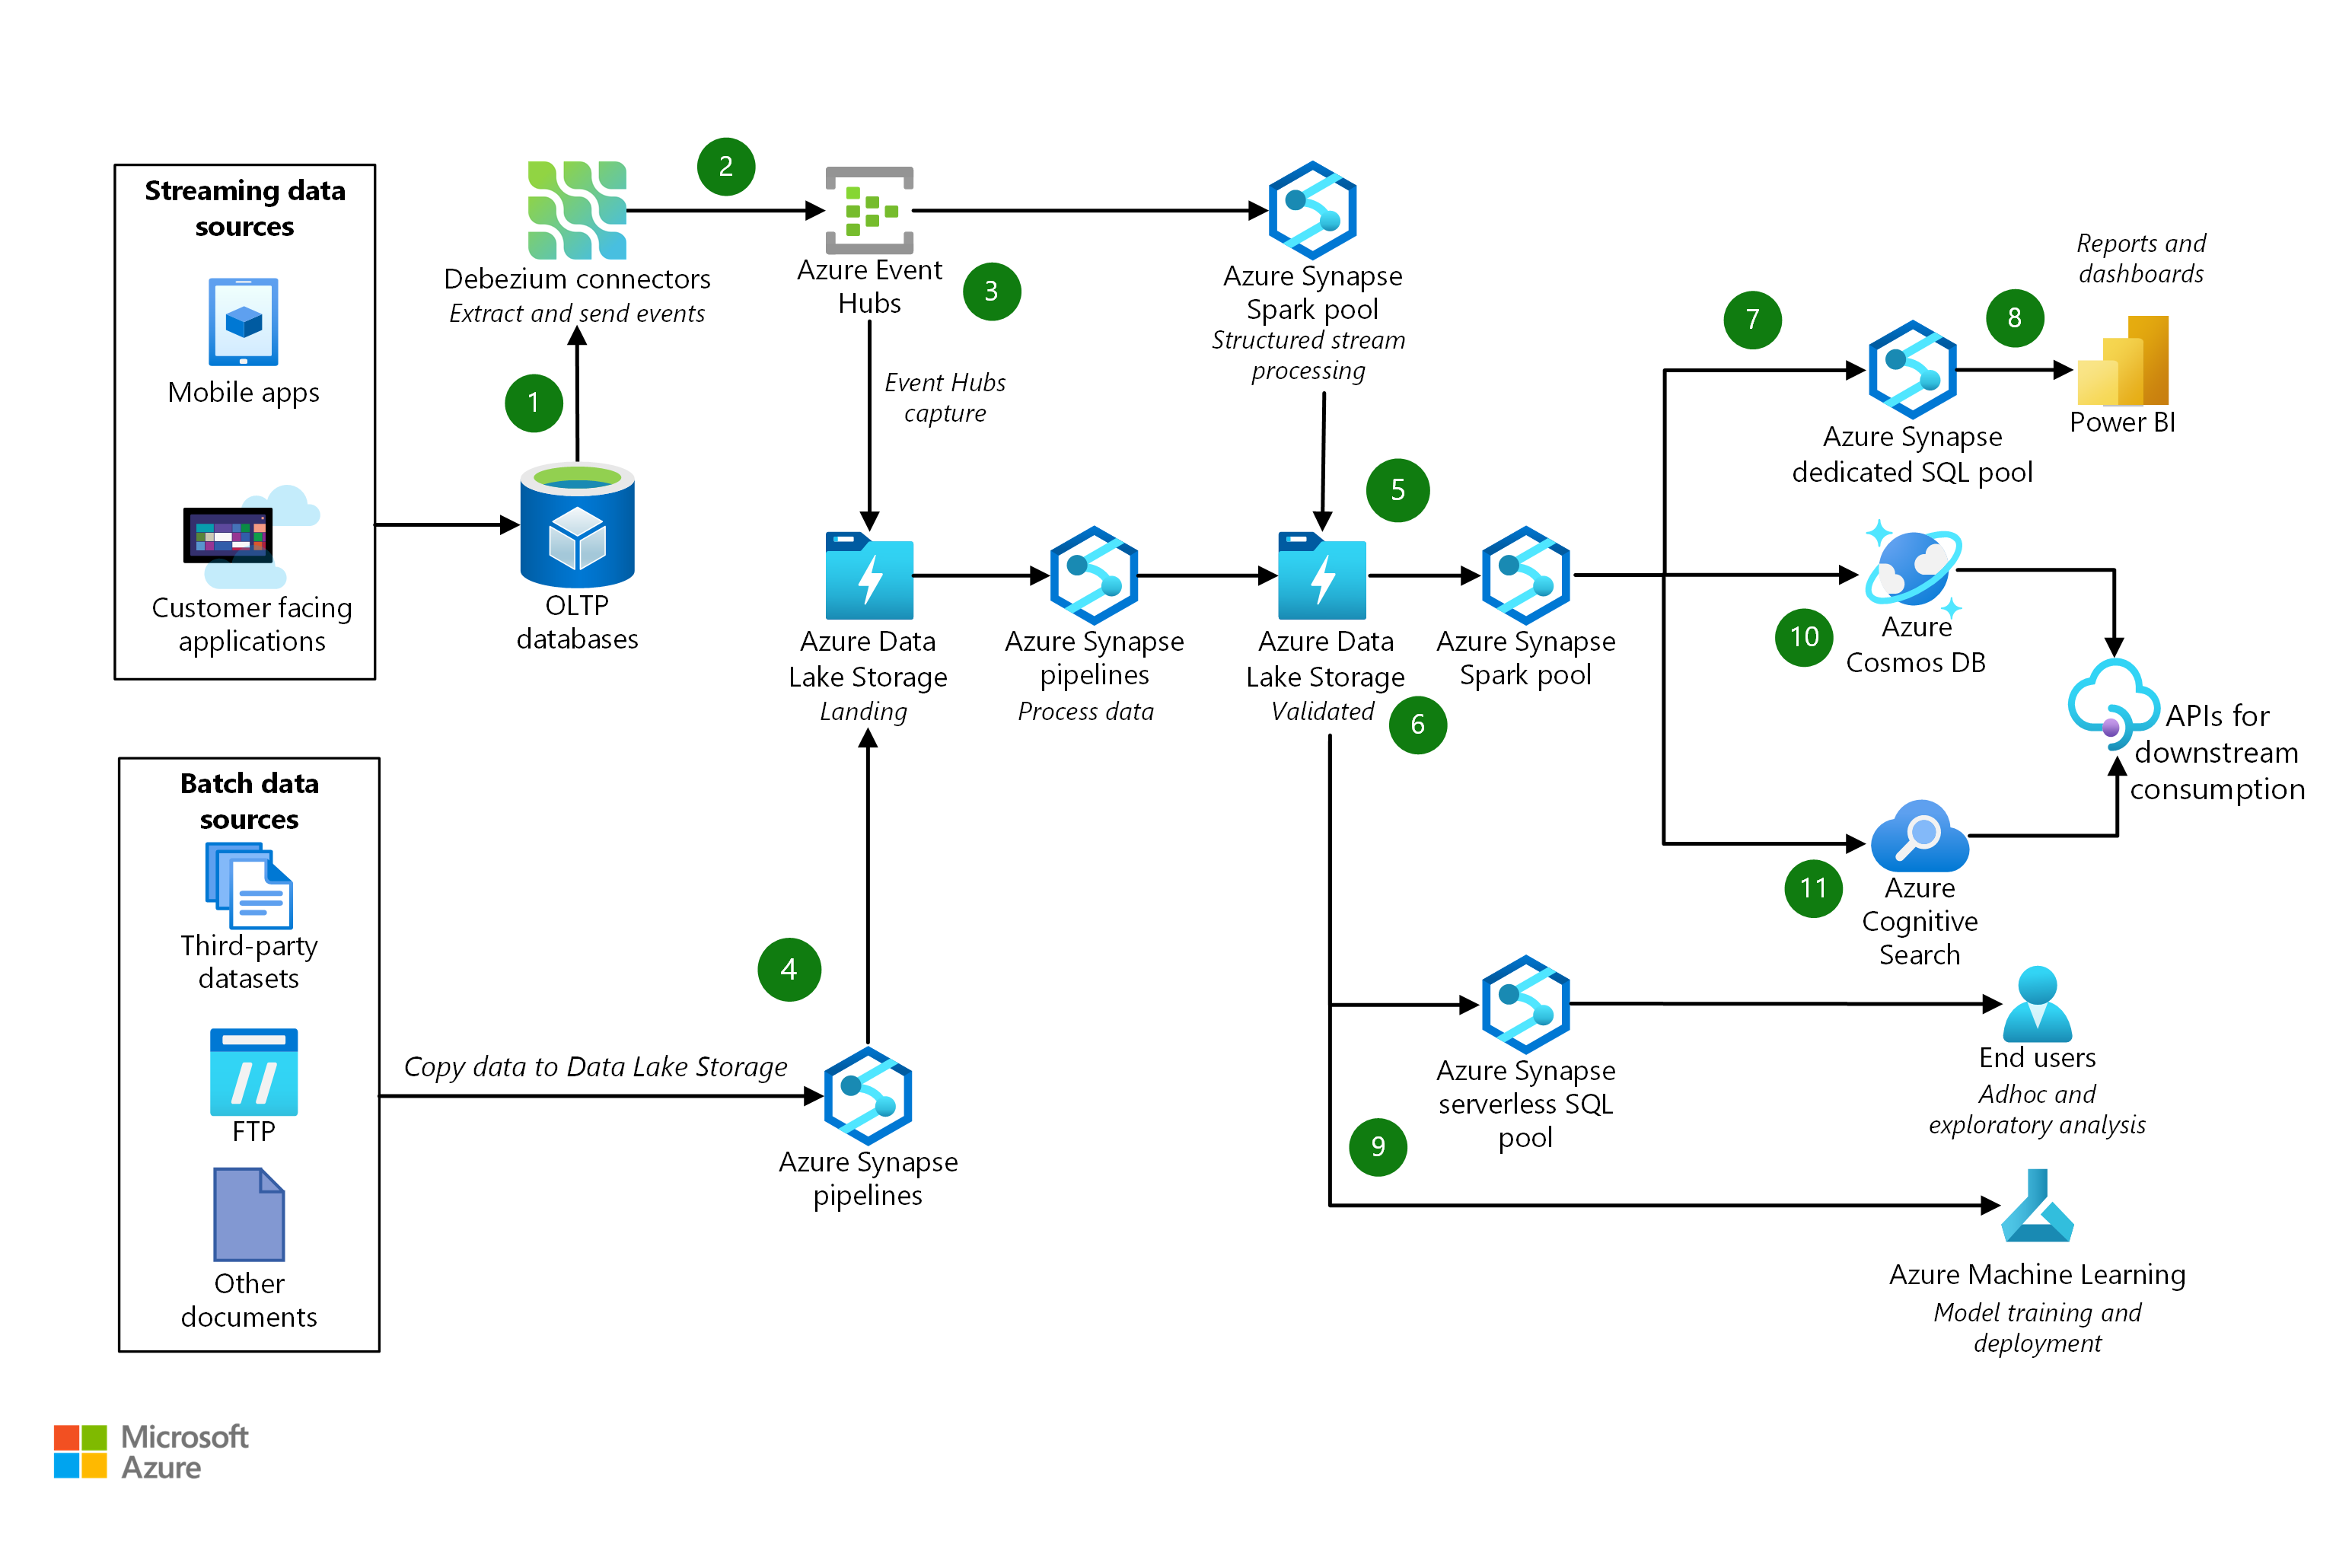 Streaming data
sources
Mobile apps
Customer facing
applications
1
OLTP
databases
Debezium connectors
Extract and send events
2
Azure Event
Hubs
3
Event Hubs
capture
Azure Synapse
Spark pool
Structured stream
processing
Batch data
sources
Third-party
datasets
FTP
Other
documents
Copy data to Data Lake Storage
4
Azure Synapse
pipelines
Azure Data
Lake Storage
Landing
Azure Synapse
pipelines
Process data
5
Azure Data
Lake Storage
Validated
6
Azure Synapse
Spark pool
7
Azure Synapse
dedicated SQL pool
8
Reports and
dashboards
Power BI
10
Azure
Cosmos DB
APIs for
downstream
consumption
11
Azure
Cognitive
Search
9
Azure Synapse
serverless SQL
pool
End users
Adhoc and
exploratory analysis
Azure Machine Learning
Model training and
deployment
Microsoft
Azure